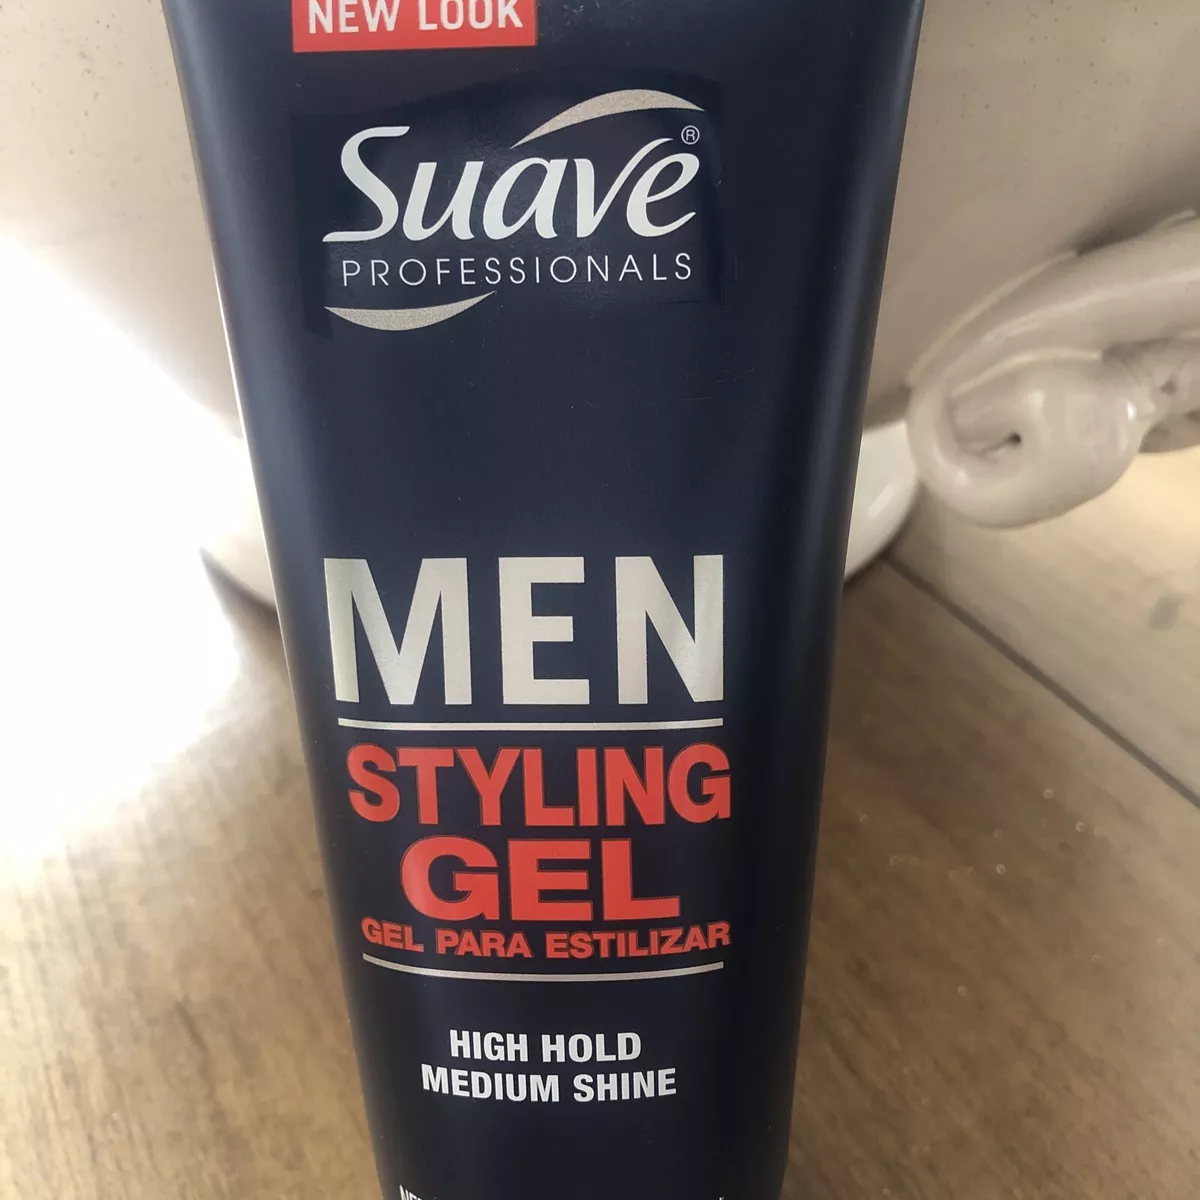 NEW LOOK
Suave®
PROFESSIONALS
MEN
STYLING
GEL
GEL PARA ESTILIZAR
HIGH HOLD
MEDIUM SHINE